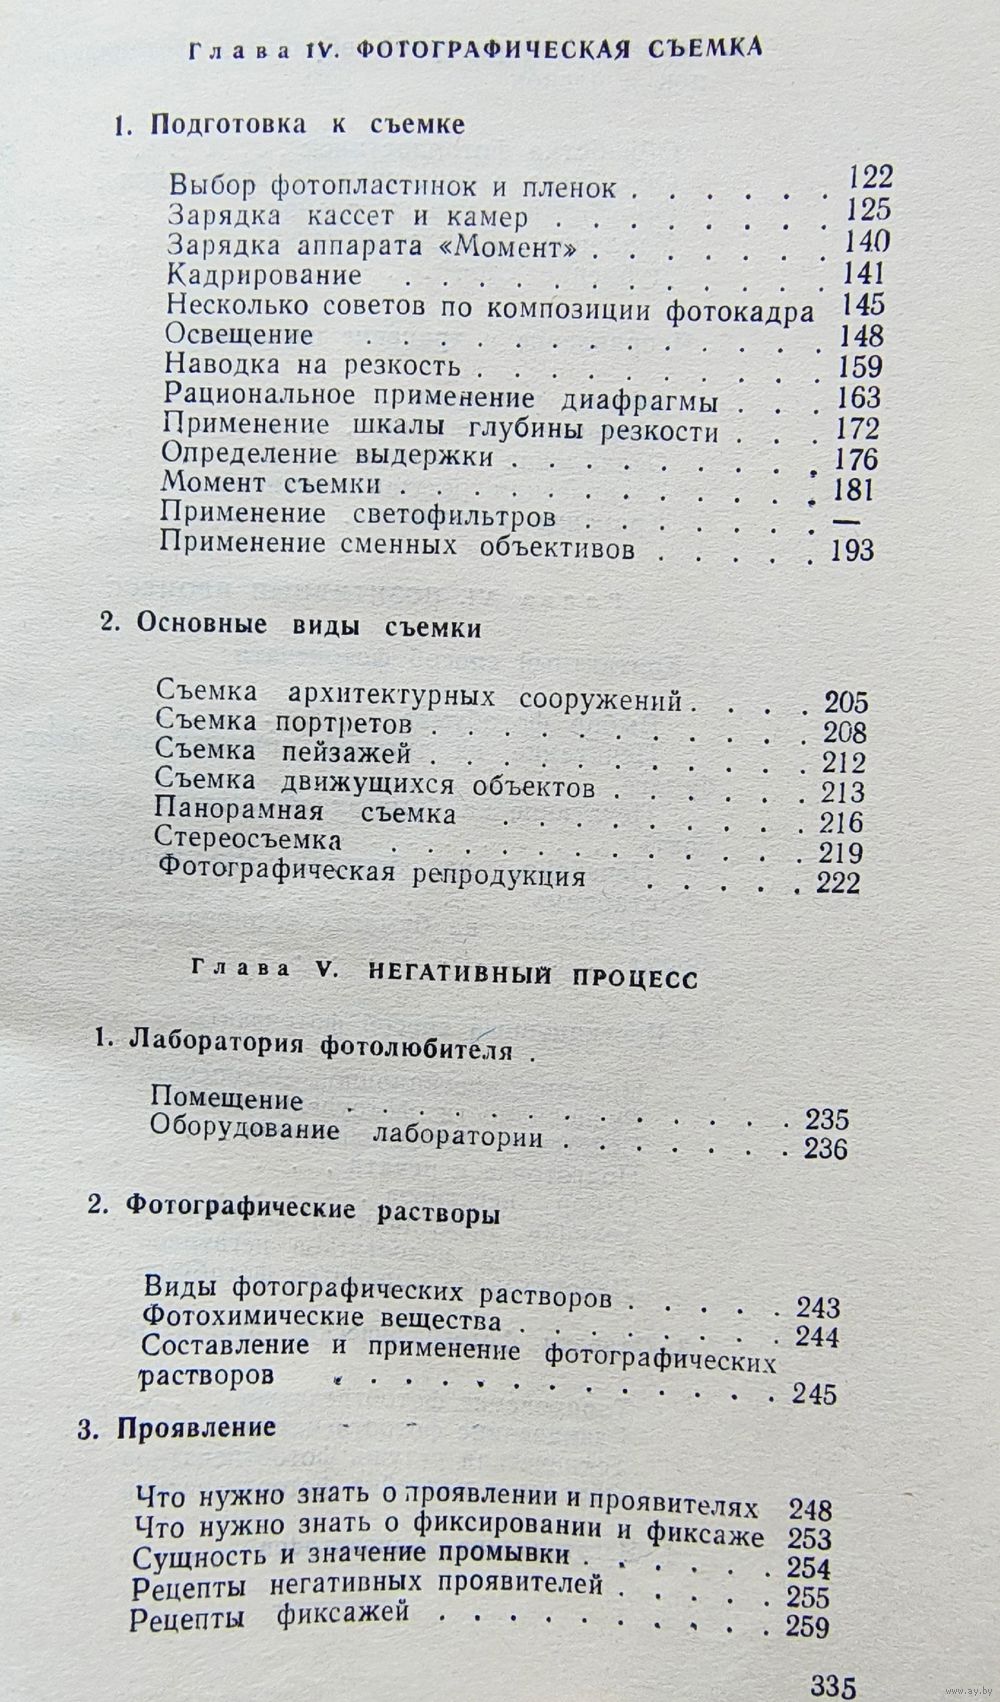 Глава IV. ФОТОГРАФИЧЕСКАЯ СЪЕМКА
1. Подготовка к съемке
Выбор фотопластинок и пленок . . . . . . 122
Зарядка кассет и камер . . . . . . . . 125
Зарядка аппарата «Момент» . . . . . . . 140
Кадрирование . . . . . . . . . . . . 141
Несколько советов по композиции фотокадра 145
Освещение . . . . . . . . . . . . . 148
Наводка на резкость . . . . . . . . . . 159
Рациональное применение диафрагмы . . . 163
Применение шкалы глубины резкости . . . 172
Определение выдержки . . . . . . . . . 176
Момент съемки . . . . . . . . . . . . 181
Применение светофильтров . . . . . . . —
Применение сменных объективов . . . . . 193
2. Основные виды съемки
Съемка архитектурных сооружений . . . . 205
Съемка портретов . . . . . . . . . . . 208
Съемка пейзажей . . . . . . . . . . . 212
Съемка движущихся объектов . . . . . . 213
Панорамная съемка . . . . . . . . . 216
Стереосъемка . . . . . . . . . . . . 219
Фотографическая репродукция . . . . . 222
Глава V. НЕГАТИВНЫЙ ПРОЦЕСС
1. Лаборатория фотолюбителя .
Помещение . . . . . . . . . . . . . 235
Оборудование лаборатории . . . . . . . 236
2. Фотографические растворы
Виды фотографических растворов . . . . . 243
Фотохимические вещества . . . . . . . . 244
Составление и применение фотографических
растворов . . . . . . . . . . . . . 245
3. Проявление
Что нужно знать о проявлении и проявителях 248
Что нужно знать о фиксировании и фиксаже 253
Сущность и значение промывки . . . . . . 254
Рецепты негативных проявителей . . . . . 255
Рецепты фиксажей . . . . . . . . . . 259
335
www.ay.by